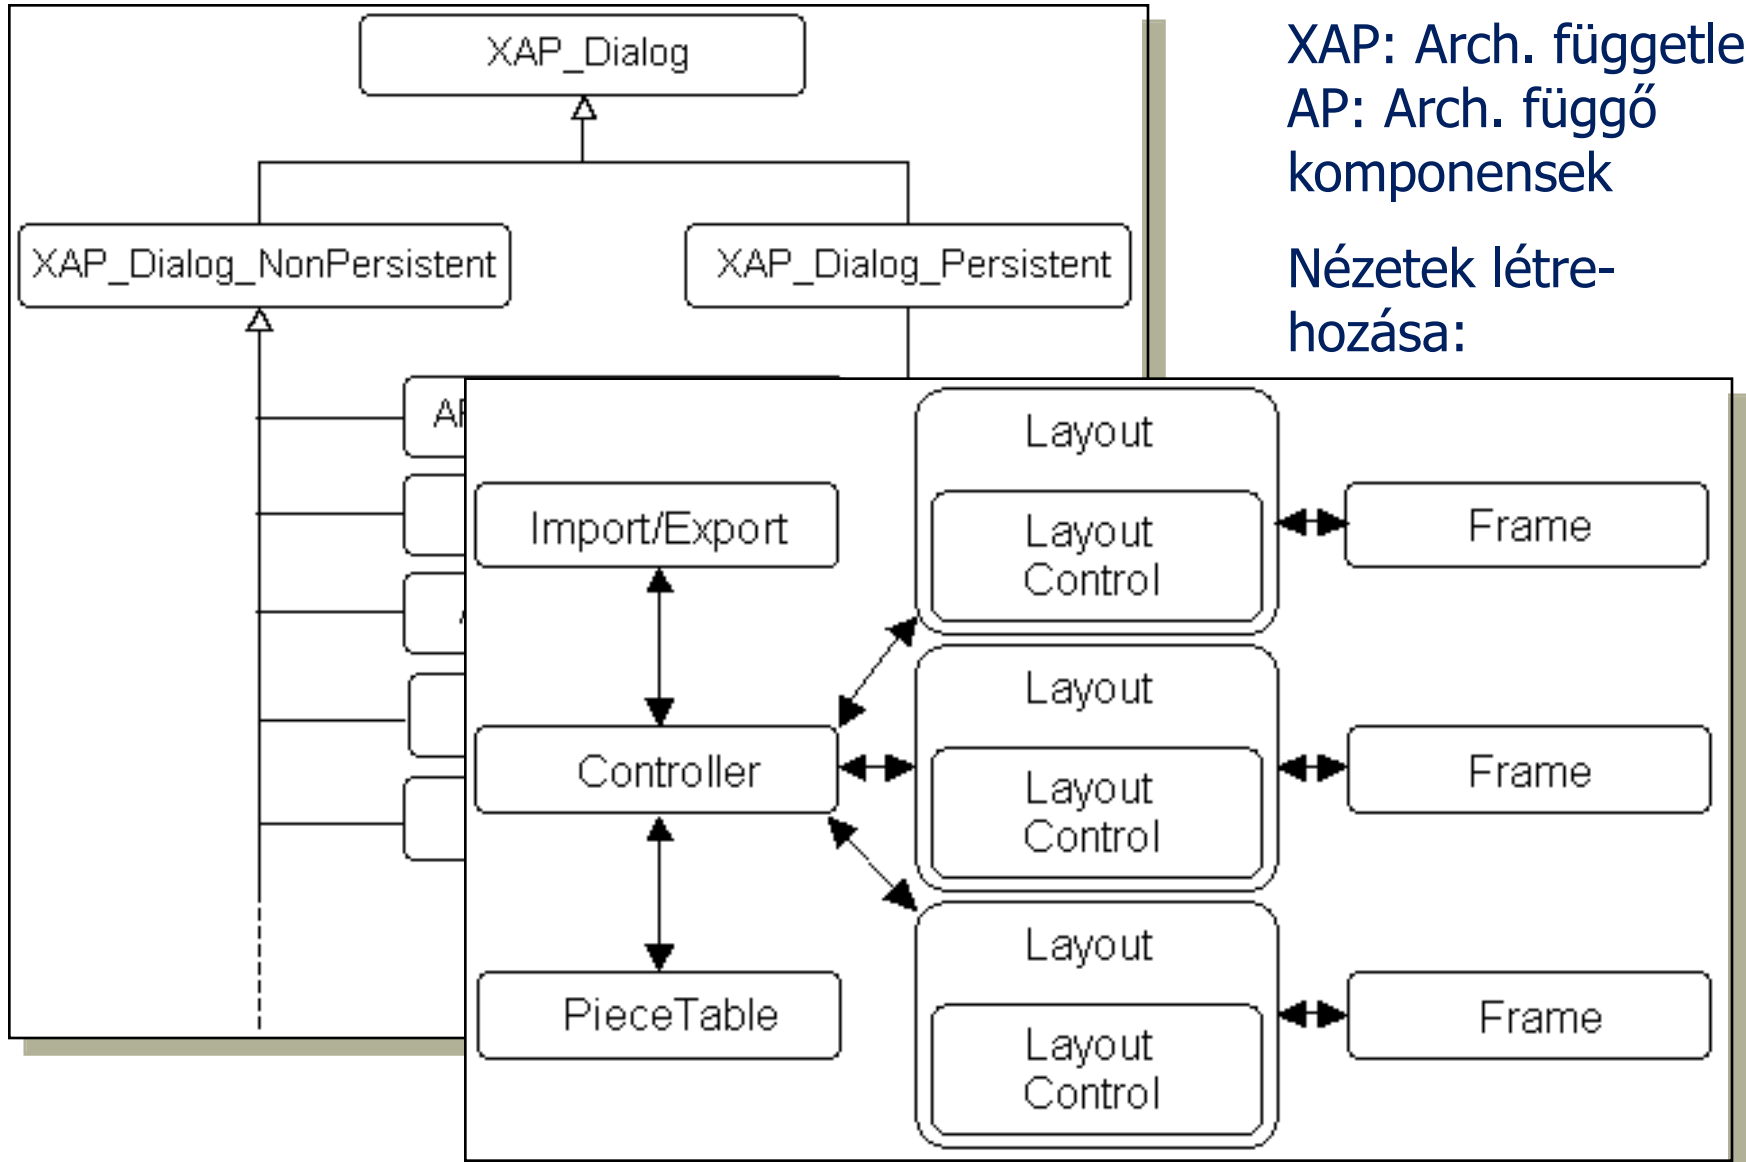 XAP_Dialog
XAP_Dialog_NonPersistent
XAP_Dialog_Persistent
XAP: Arch. függetle
AP: Arch. függő
komponensek
Nézetek létre-
hozása:
Import/Export
Controller
PieceTable
Layout
Layout
Control
Frame
Layout
Layout
Control
Frame
Layout
Layout
Control
Frame